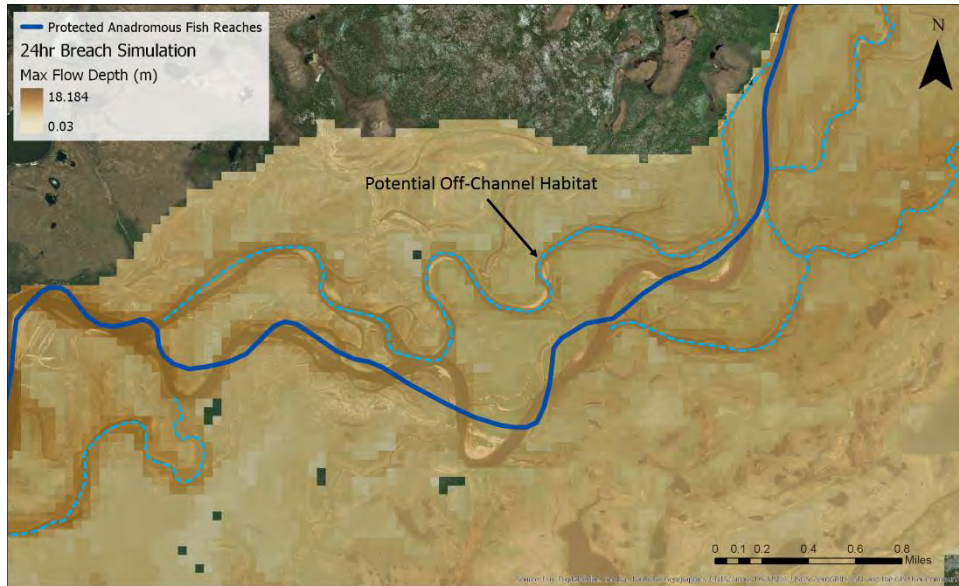 Protected Anadromous Fish Reaches
24hr Breach Simulation
Max Flow Depth (m)
18.184
0.03
N
Potential Off-Channel Habitat
0 0.1 0.2 0.4 0.6 0.8
Miles